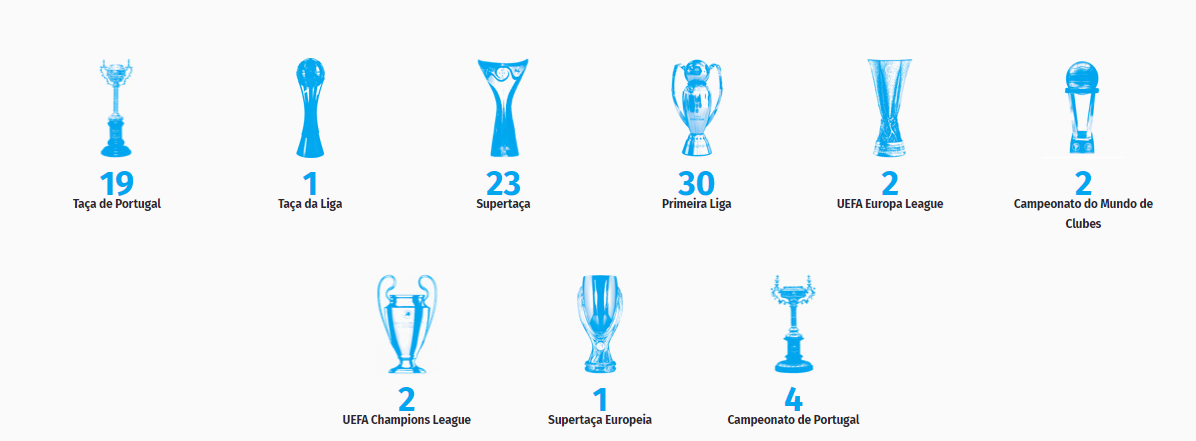 19
Taça de Portugal
1
Taça da Liga
23
Supertaça
30
Primeira Liga
2
UEFA Europa League
2
Campeonato do Mundo de
Clubes
2
UEFA Champions League
1
Supertaça Europeia
4
Campeonato de Portugal